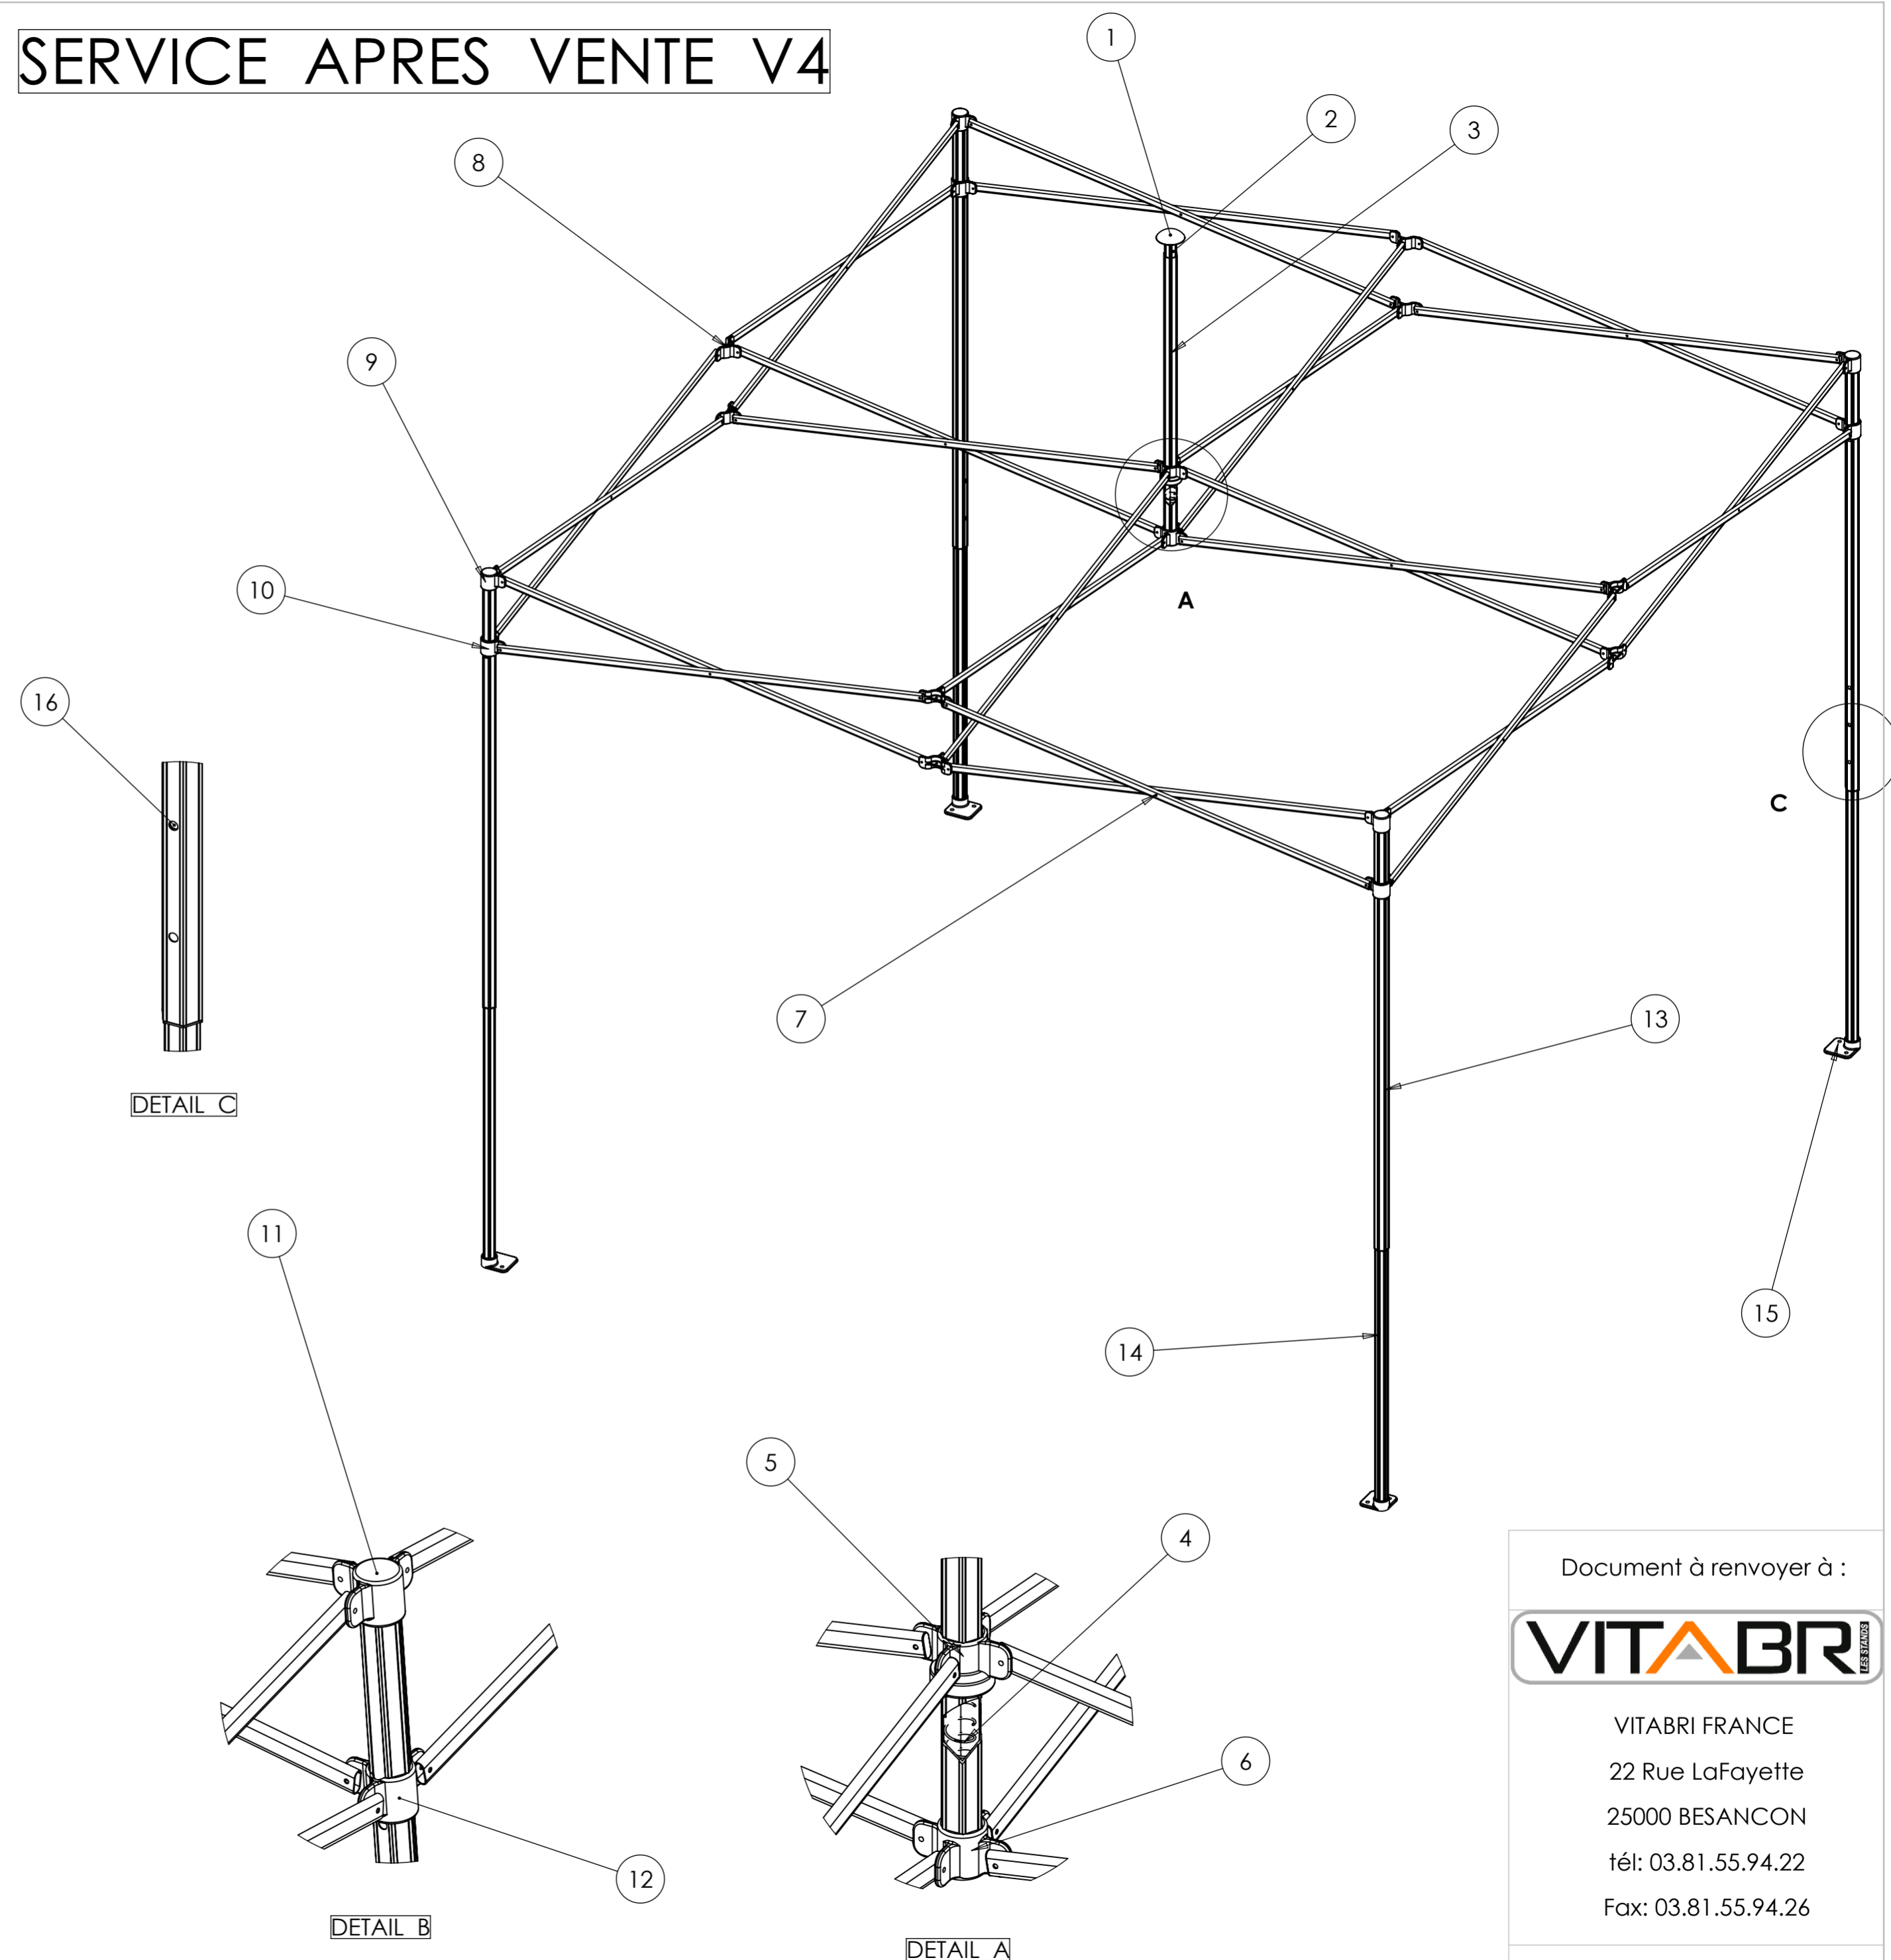 SERVICE APRES VENTE V4
1
2
3
8
9
10
16
A
C
7
13
DETAIL C
11
15
14
5
4
6
12
DETAIL B
DETAIL A
Document à renvoyer à :
VITABRI
LES STANDS
VITABRI FRANCE
22 Rue LaFayette
25000 BESANCON
tél: 03.81.55.94.22
Fax: 03.81.55.94.26